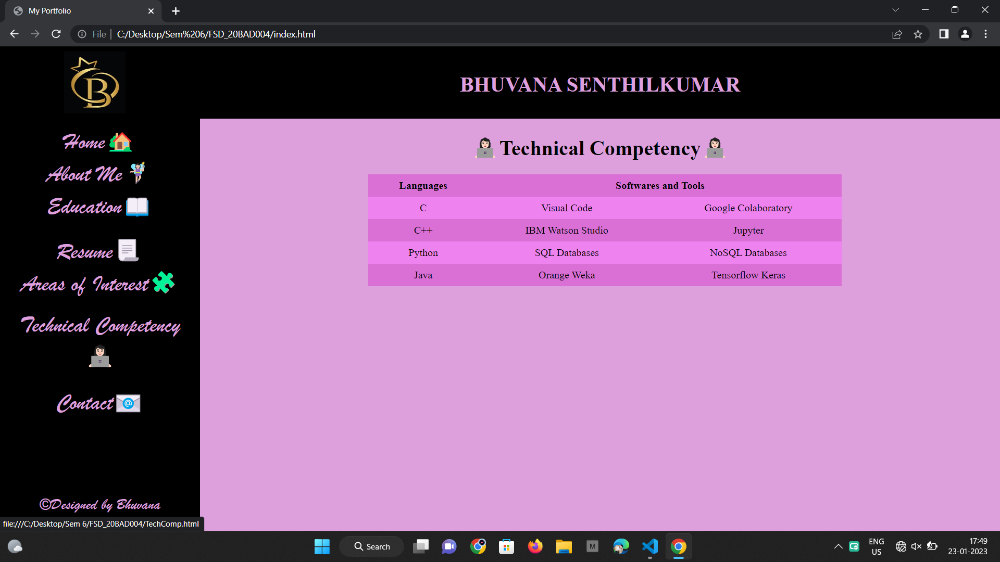 My Portfolio
File | C:/Desktop/Sem%206/FSD_20BAD004/index.html
B
BHUVANA SENTHILKUMAR
Home
About Me
Education
Resume
Areas of Interest
Technical Competency
Contact
©Designed by Bhuvana
Technical Competency
Languages Softwares and Tools
C Visual Code Google Colaboratory
C++ IBM Watson Studio Jupyter
Python SQL Databases NoSQL Databases
Java Orange Weka Tensorflow Keras
file:///C:/Desktop/Sem 6/FSD_20BAD004/TechComp.html
Search
M
ENG
US
17:49
23-01-2023